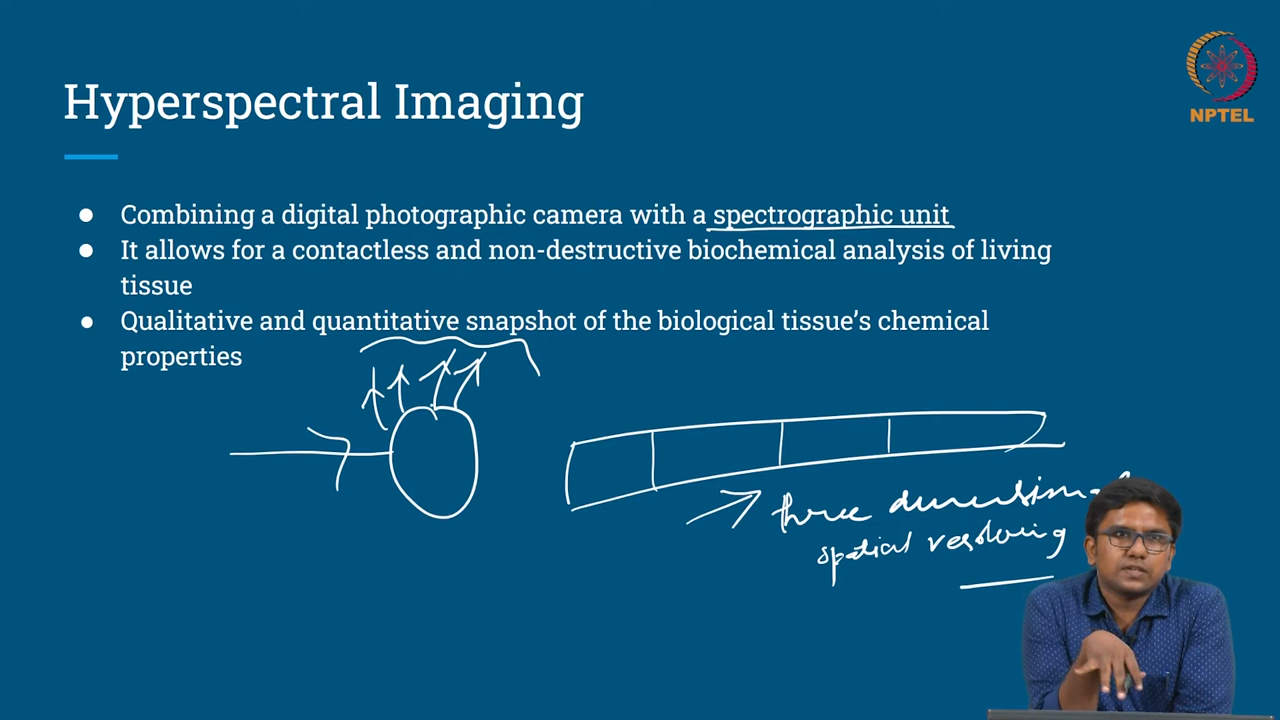 NPTEL
Hyperspectral Imaging
Combining a digital photographic camera with a spectrographic unit
It allows for a contactless and non-destructive biochemical analysis of living
tissue
Qualitative and quantitative snapshot of the biological tissue's chemical
properties
three
spatial resolving